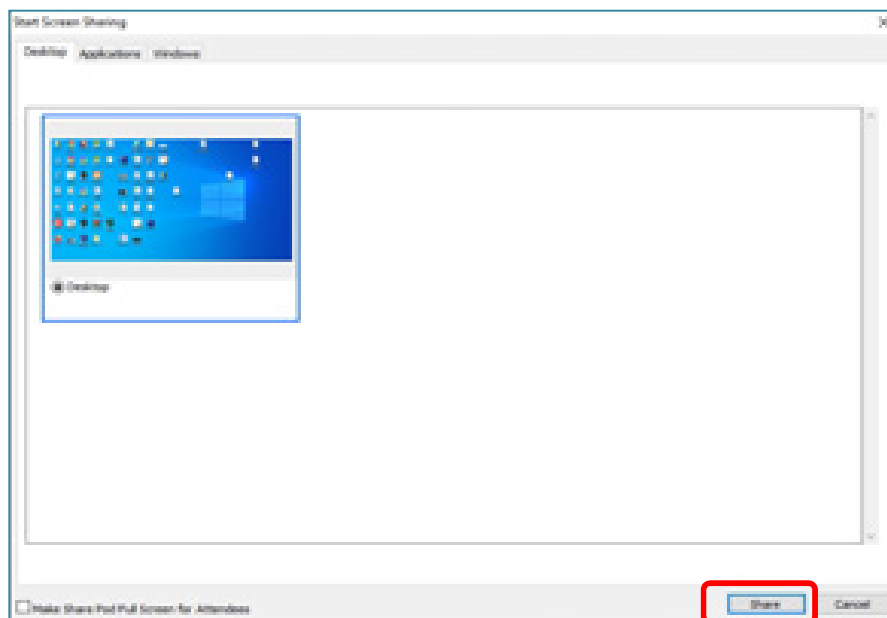 Start Screen Sharing
Desktop Applications Windows
Desktop
Make Share Pod Full Screen for Attendees
Share Cancel